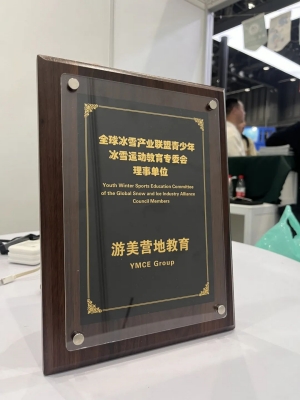 全球冰雪产业联盟青少年
冰雪运动教育专委会
理事单位
Youth Winter Sports Education Committee
of the Global Snow and Ice Industry Alliance
Council Members
游美营地教育
YMCE Group